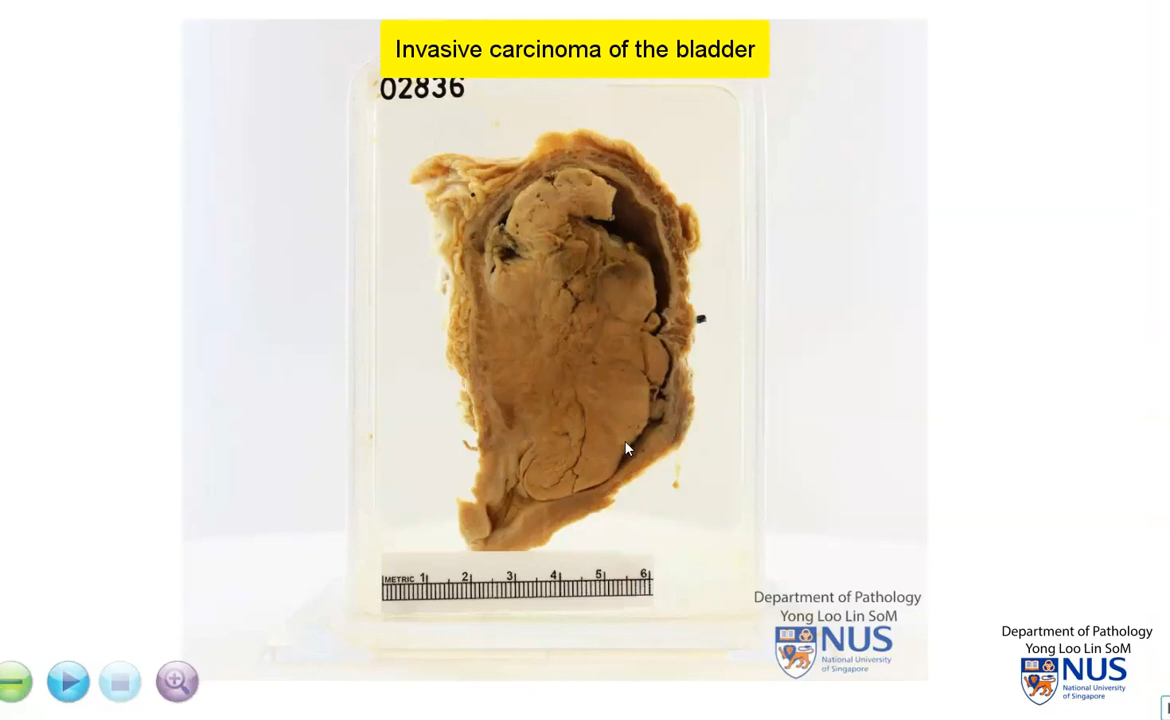 Invasive carcinoma of the bladder
02836
METRIC 1 2 3 4 5 6
Department of Pathology
Yong Loo Lin SoM
NUS
National University
of Singapore
Department of Pathology
Yong Loo Lin SoM
NUS
National University
of Singapore